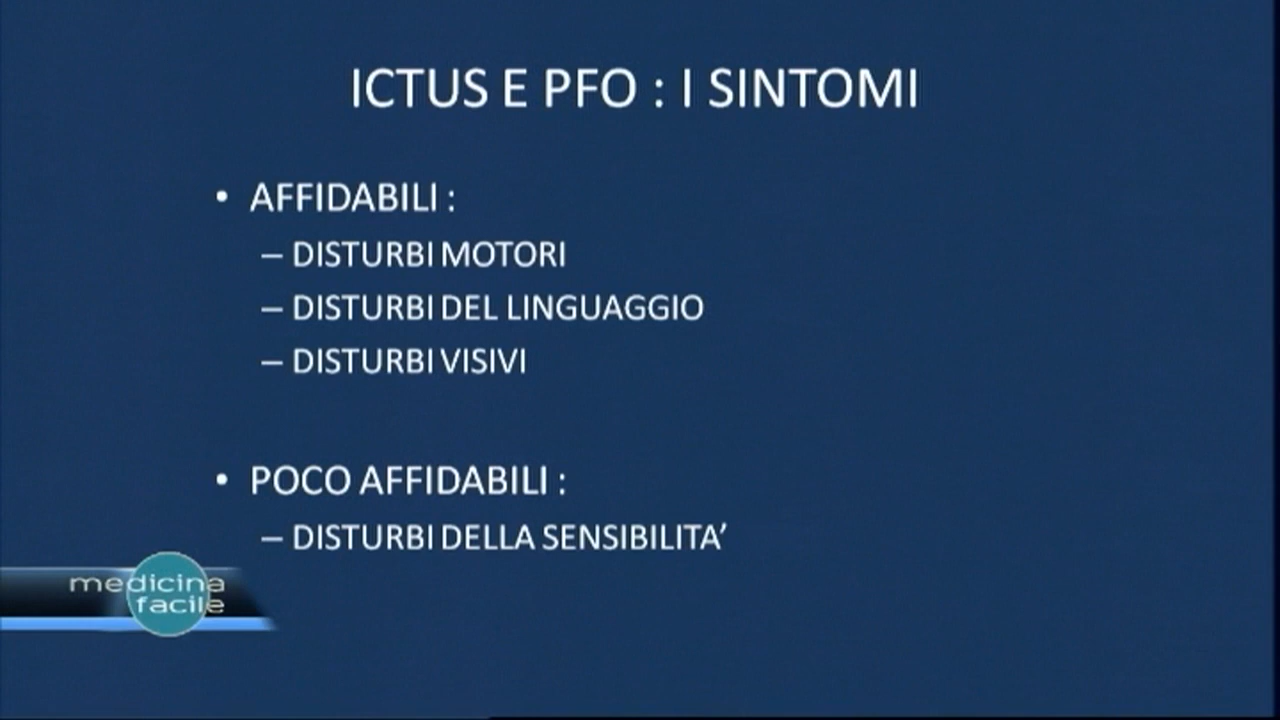 ICTUS E PFO : I SINTOMI
• AFFIDABILI :
– DISTURBI MOTORI
– DISTURBI DEL LINGUAGGIO
– DISTURBI VISIVI
• POCO AFFIDABILI :
– DISTURBI DELLA SENSIBILITA’
medicina
facile